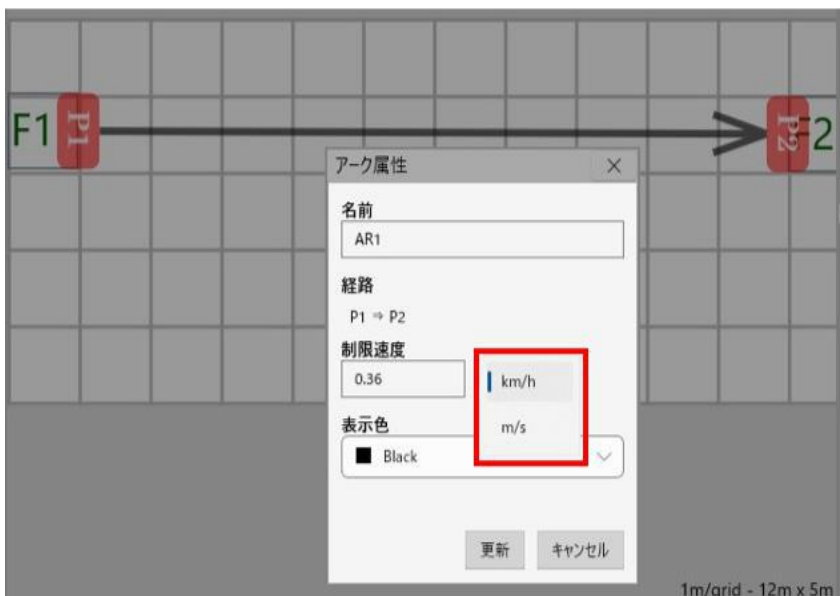 F1
P1
P2
F2
アーク属性
名前
AR1
経路
P1 ⇒ P2
制限速度
0.36
km/h
m/s
表示色
Black
更新
キャンセル
1m/grid - 12m x 5m